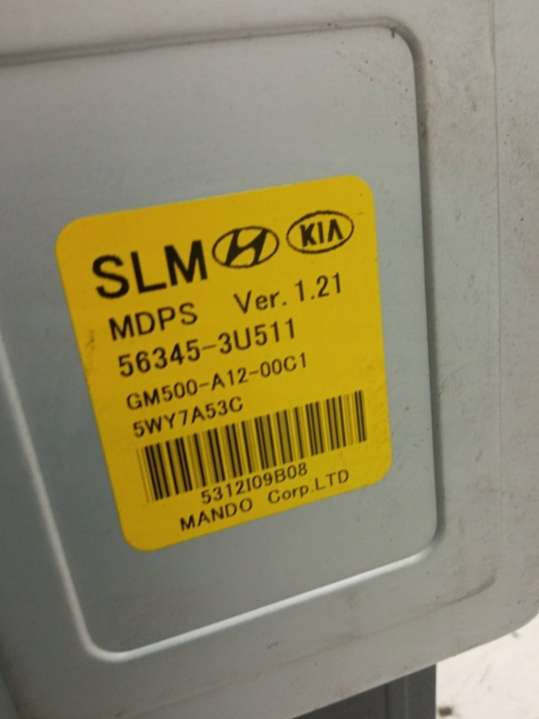 SLM KIA
MDPS Ver. 1.21
56345-3U511
GM500-A12-00C1
5WY7A53C
5312I09B08
MANDO Corp.LTD